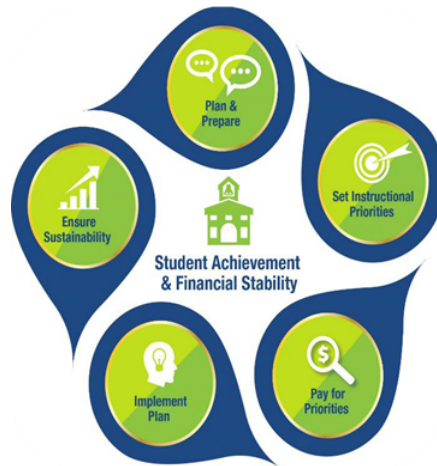 Plan &
Prepare
Set Instructional
Priorities
Pay for
Priorities
Implement
Plan
Ensure
Sustainability
Student Achievement
& Financial Stability
$